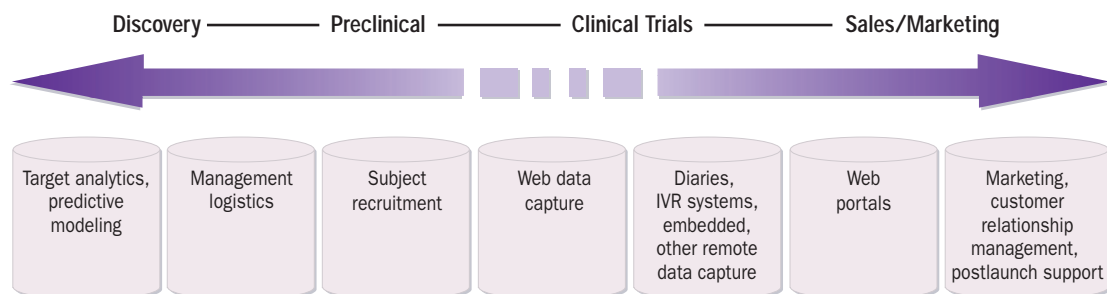 Discovery Preclinical Clinical Trials Sales/Marketing
Target analytics,
predictive
modeling
Management
logistics
Subject
recruitment
Web data
capture
Diaries,
IVR systems,
embedded,
other remote
data capture
Web
portals
Marketing,
customer
relationship
management,
postlaunch support